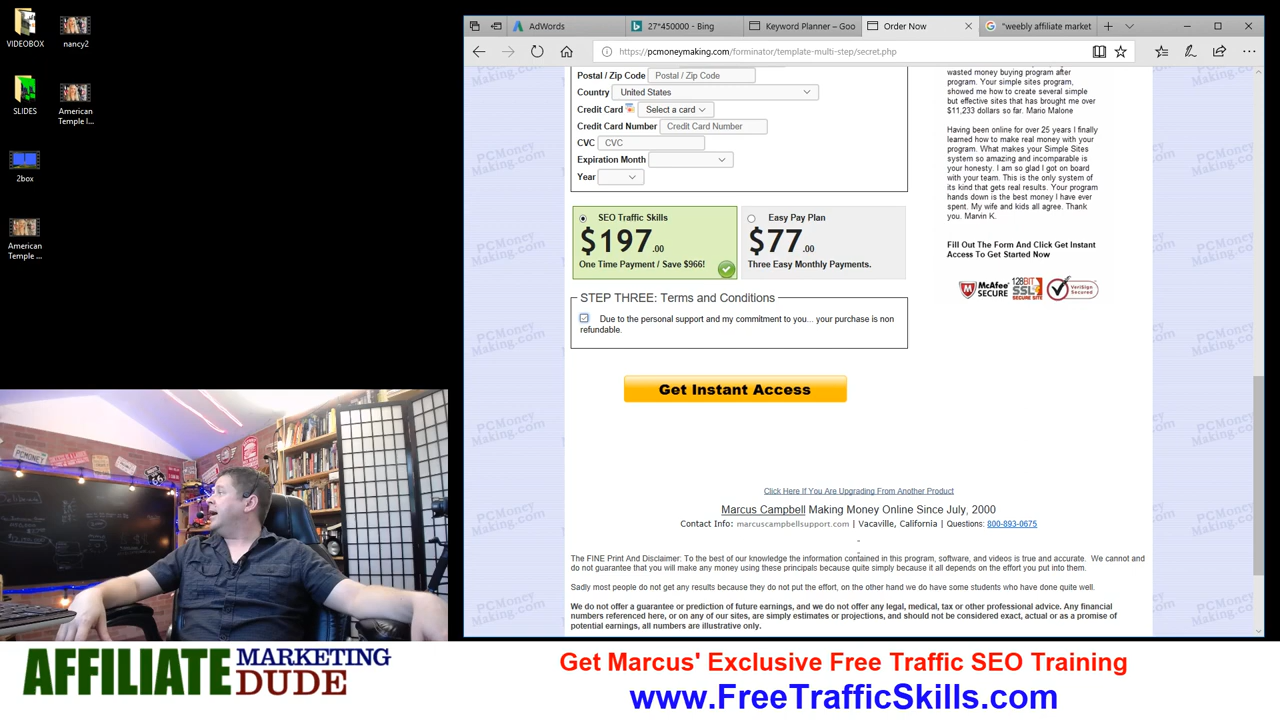 VIDEOBOX
nancy2
SLIDES
American
Temple I...
2box
American
Temple ...
AdWords
27*450000 - Bing
Keyword Planner – Goo
Order Now
"weebly affiliate market
https://pcmoneymaking.com/forminator/template-multi-step/secret.php
Postal / Zip Code Postal / Zip Code
Country United States
Credit Card Select a card
Credit Card Number Credit Card Number
CVC CVC
Expiration Month
Year
SEO Traffic Skills
$197.00
One Time Payment / Save $966!
Easy Pay Plan
$77.00
Three Easy Monthly Payments.
STEP THREE: Terms and Conditions
Due to the personal support and my commitment to you... your purchase is non
refundable.
Get Instant Access
wasted money buying program after
program. Your simple sites program,
showed me how to create several simple
but effective sites that has brought me over
$11,233 dollars so far. Mario Malone
Having been online for over 25 years I finally
learned how to make real money with your
program. What makes your Simple Sites
system so amazing and incomparable is
your honesty. I am so glad I got on board
with your team. This is the only system of
its kind that gets real results. Your program
hands down is the best money I have ever
spent. My wife and kids all agree. Thank
you. Marvin K.
Fill Out The Form And Click Get Instant
Access To Get Started Now
McAfee SECURE
128BIT SSL SECURE SITE
VeriSign Secured
Click Here If You Are Upgrading From Another Product
Marcus Campbell Making Money Online Since July, 2000
Contact Info: marcuscampbellsupport.com | Vacaville, California | Questions: 800-893-0675
The FINE Print And Disclaimer: To the best of our knowledge the information contained in this program, software, and videos is true and accurate. We cannot and
do not guarantee that you will make any money using these principals because quite simply because it all depends on the effort you put into them.
Sadly most people do not get any results because they do not put the effort, on the other hand we do have some students who have done quite well.
We do not offer a guarantee or prediction of future earnings, and we do not offer any legal, medical, tax or other professional advice. Any financial
numbers referenced here, or on any of our sites, are simply estimates or projections, and should not be considered exact, actual or as a promise of
potential earnings, all numbers are illustrative only.
PCMoney
Making.com
AFFILIATE MARKETING
DUDE
Get Marcus' Exclusive Free Traffic SEO Training
www.FreeTrafficSkills.com